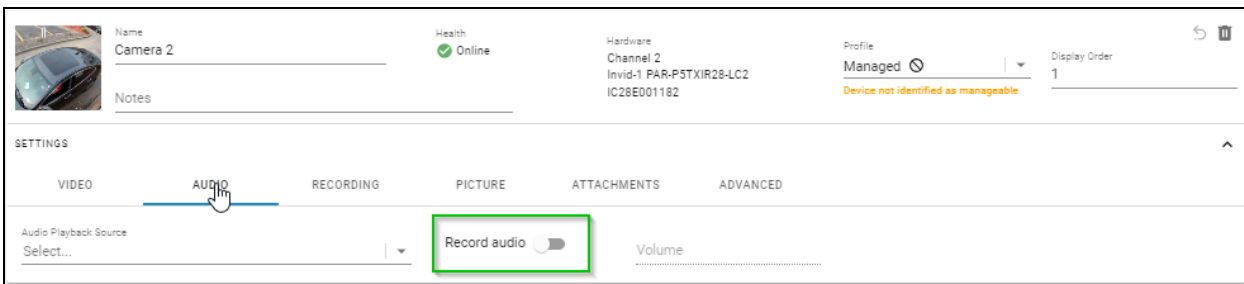 Name
Camera 2
Notes
Health
Online
Hardware
Channel 2
Invid-1 PAR-P5TXIR28-LC2
IC28E001182
Profile
Managed
Device not identified as manageable
Display Order
1
SETTINGS
VIDEO AUDIO RECORDING PICTURE ATTACHMENTS ADVANCED
Audio Playback Source
Select...
Record audio
Volume